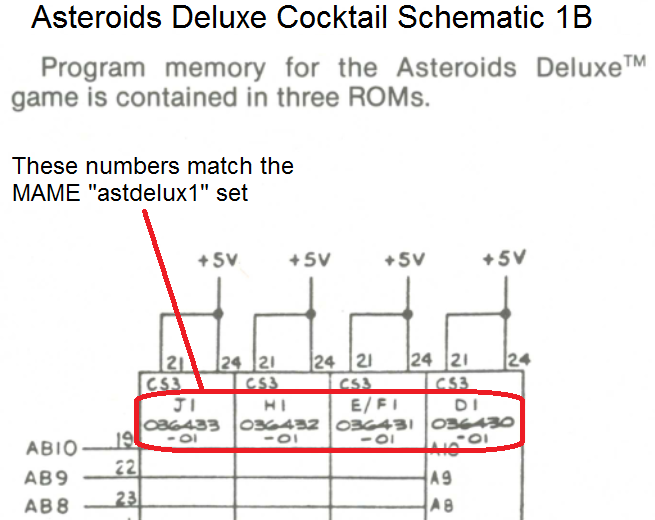 Asteroids Deluxe Cocktail Schematic 1B
Program memory for the Asteroids Deluxe™
game is contained in three ROMs.
These numbers match the
MAME "astdelux1" set
+5V +5V +5V +5V
21 24 21 24 21 24 21 24
CS3 CS3 CS3 CS3
J1 H1 E/F1 D1
036433 036432 036431 036430
-01 -01 -01 -01
AB10 19 A10
AB9 22 A9
AB8 23 A8